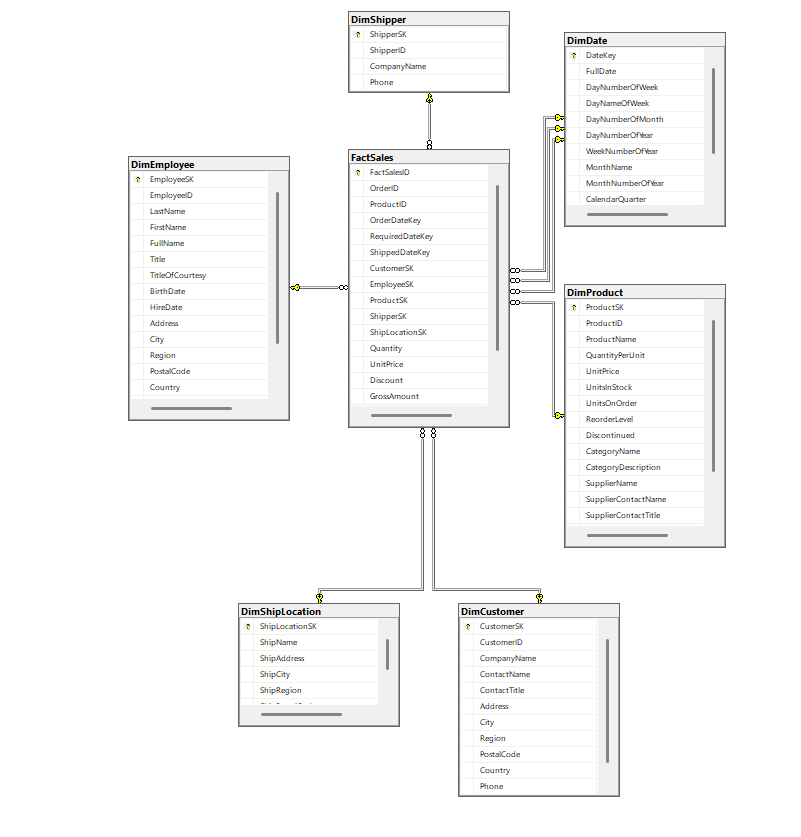 DimShipper
ShipperSK
ShipperID
CompanyName
Phone
DimDate
DateKey
FullDate
DayNumberOfWeek
DayNameOfWeek
DayNumberOfMonth
DayNumberOfYear
WeekNumberOfYear
MonthName
MonthNumberOfYear
CalendarQuarter
DimEmployee
EmployeeSK
EmployeeID
LastName
FirstName
FullName
Title
TitleOfCourtesy
BirthDate
HireDate
Address
City
Region
PostalCode
Country
FactSales
FactSalesID
OrderID
ProductID
OrderDateKey
RequiredDateKey
ShippedDateKey
CustomerSK
EmployeeSK
ProductSK
ShipperSK
ShipLocationSK
Quantity
UnitPrice
Discount
GrossAmount
DimProduct
ProductSK
ProductID
ProductName
QuantityPerUnit
UnitPrice
UnitsInStock
UnitsOnOrder
ReorderLevel
Discontinued
CategoryName
CategoryDescription
SupplierName
SupplierContactName
SupplierContactTitle
DimShipLocation
ShipLocationSK
ShipName
ShipAddress
ShipCity
ShipRegion
DimCustomer
CustomerSK
CustomerID
CompanyName
ContactName
ContactTitle
Address
City
Region
PostalCode
Country
Phone